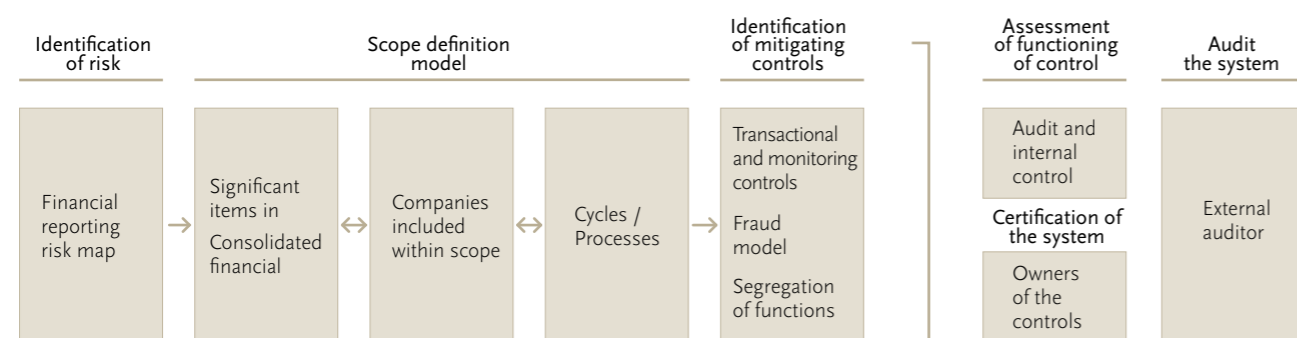 Identification
of risk
Scope definition
model
Identification
of mitigating
controls
Assessment
of functioning
of control
Audit
the system
Financial
reporting
risk map
Significant
items in
Consolidated
financial
Companies
included
within scope
Cycles /
Processes
Transactional
and monitoring
controls
Fraud
model
Segregation
of functions
Audit and
internal
control
Certification of
the system
Owners
of the
controls
External
auditor